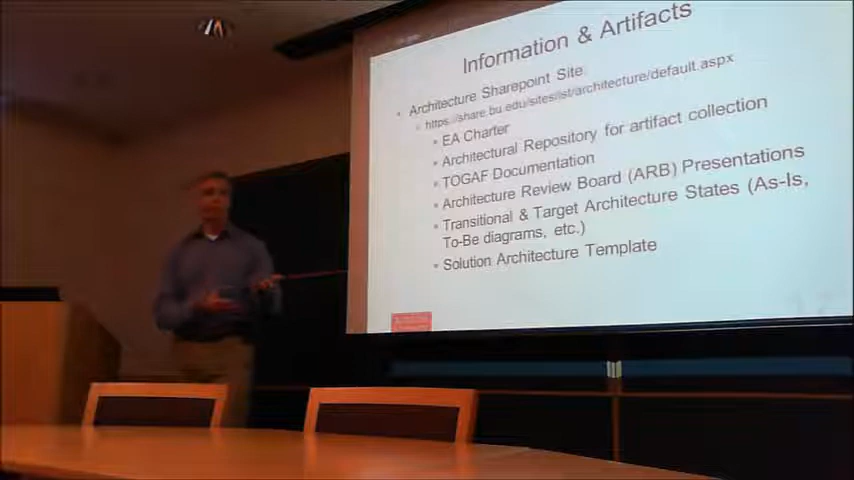 Information & Artifacts
• Architecture Sharepoint Site:
https://share.bu.edu/sites/ist/architecture/default.aspx
• EA Charter
• Architectural Repository for artifact collection
• TOGAF Documentation
• Architecture Review Board (ARB) Presentations
• Transitional & Target Architecture States (As-Is,
To-Be diagrams, etc.)
• Solution Architecture Template